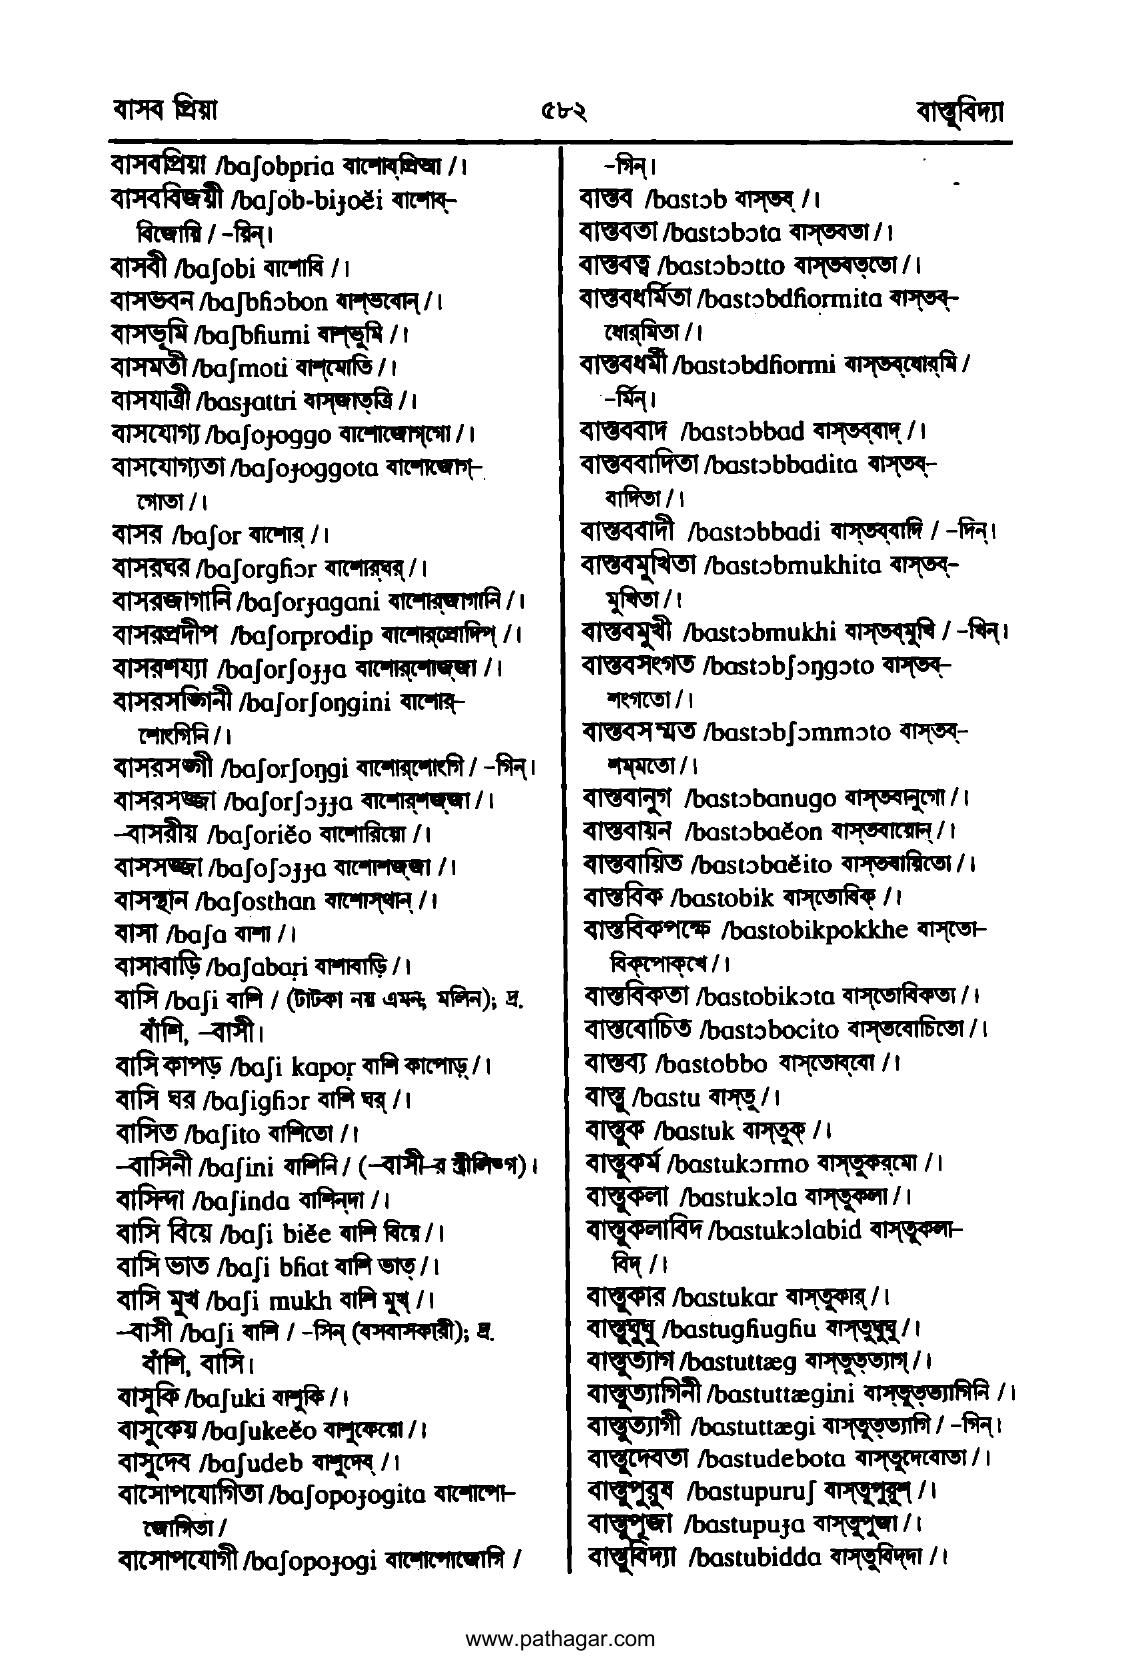 বাসব প্রিয়া ৫৮২ বাস্তুবিদ্যা
বাসবপ্রিয়া /baʃobpria বাশোব্‌প্রিআ /।
বাসববিজয়ী /baʃob-biɟoĕi বাশোব্‌–
বিজোয়ি / –য়িন্‌।
বাসবী /baʃobi বাশোবি /।
বাসভবন /baʃbɦɔbon বাশ্‌ভবোন্‌ /।
বাসভূমি /baʃbɦumi বাশ্‌ভুমি /।
বাসমতী /baʃmoti বাশ্‌মোতি /।
বাসযাত্রী /basɟattri বাস্‌জাত্‌ত্রি /।
বাসযোগ্য /baʃoɟoggo বাশোজোগ্‌গো /।
বাসযোগ্যতা /baʃoɟoggota বাশোজোগ্‌–
গোতা /।
বাসর /baʃor বাশোর্‌ /।
বাসরঘর /baʃorgɦɔr বাশোর্‌ঘর্‌ /।
বাসরজাগানি /baʃorɟagani বাশোর্‌জাগানি /।
বাসরপ্রদীপ /baʃorprodip বাশোর্‌প্রোদিপ্‌ /।
বাসরশয্যা /baʃorʃoɟɟa বাশোর্‌শোজ্‌জা /।
বাসরসঙ্গিনী /baʃorʃoŋgini বাশোর্‌–
শোংগিনি /।
বাসরসঙ্গী /baʃorʃoŋgi বাশোর্‌শোংগি / –গিন্‌।
বাসরসজ্জা /baʃorʃɔɟɟa বাশোর্‌শজ্‌জা /।
–বাসরীয় /baʃoriĕo বাশোরিয়ো /।
বাসসজ্জা /baʃoʃɔɟɟa বাশোশজ্‌জা /।
বাসস্থান /baʃosthan বাশোস্‌থান্‌ /।
বাসা /baʃa বাশা /।
বাসাবাড়ি /baʃabaṛi বাশাবাড়ি /।
বাসি /baʃi বাশি / (টাটকা নয় এমন; মলিন); দ্র.
বাঁশি, –বাসী।
বাসি কাপড় /baʃi kapoṛ বাশি কাপোড়্‌ /।
বাসি ঘর /baʃigɦɔr বাশি ঘর্‌ /।
বাসিত /baʃito বাশিতো /।
–বাসিনী /baʃini বাশিনি / (–বাসী–র স্ত্রীলিঙ্গ)।
বাসিন্দা /baʃinda বাশিন্‌দা /।
বাসি বিয়ে /baʃi biĕe বাশি বিয়ে /।
বাসি ভাত /baʃi bɦat বাশি ভাত্‌ /।
বাসি মুখ /baʃi mukh বাশি মুখ্‌ /।
–বাসী /baʃi বাশি / –সিন্‌ (বসবাসকারী); দ্র.
বাঁশি, বাসি।
বাসুকি /baʃuki বাশুকি /।
বাসুকেয় /baʃukeĕo বাশুকেয়ো /।
বাসুদেব /baʃudeb বাশুদেব্‌ /।
বাসোপযোগিতা /baʃopoɟogita বাশোপো–
জোগিতা /
বাসোপযোগী /baʃopoɟogi বাশোপোজোগি /
–গিন্‌।
বাস্তব /bastɔb বাস্‌তব্‌ /।
বাস্তবতা /bastɔbɔta বাস্‌তবতা /।
বাস্তবত্ব /bastɔbɔtto বাস্‌তবত্‌তো /।
বাস্তবধর্মিতা /bastɔbdɦormita বাস্‌তব্‌–
ধোর্‌মিতা /।
বাস্তবধর্মী /bastɔbdɦormi বাস্‌তব্‌ধোর্‌মি /
–র্মিন্‌।
বাস্তববাদ /bastɔbbad বাস্‌তব্‌বাদ্‌ /।
বাস্তববাদিতা /bastɔbbadita বাস্‌তব্‌–
বাদিতা /।
বাস্তববাদী /bastɔbbadi বাস্‌তব্‌বাদি / –দিন্‌।
বাস্তবমুখিতা /bastɔbmukhita বাস্‌তব্‌–
মুখিতা /।
বাস্তবমুখী /bastɔbmukhi বাস্‌তব্‌মুখি / –খিন্‌।
বাস্তবসংগত /bastɔbʃɔŋgɔto বাস্‌তব্‌–
শংগতো /।
বাস্তবসম্মত /bastɔbʃɔmmɔto বাস্‌তব্‌–
শম্‌মতো /।
বাস্তবানুগ /bastɔbanugo বাস্‌তবানুগো /।
বাস্তবায়ন /bastɔbaĕon বাস্‌তবায়োন্‌ /।
বাস্তবায়িত /bastɔbaĕito বাস্‌তবায়িতো /।
বাস্তবিক /bastobik বাস্‌তোবিক্‌ /।
বাস্তবিকপক্ষে /bastobikpokkhe বাস্‌তো–
বিক্‌পোক্‌খে /।
বাস্তবিকতা /bastobikɔta বাস্‌তোবিকতা /।
বাস্তবোচিত /bastɔbocito বাস্‌তবোচিতো /।
বাস্তব্য /bastobbo বাস্‌তোব্‌বো /।
বাস্তু /bastu বাস্‌তু /।
বাস্তুক /bastuk বাস্‌তুক্‌ /।
বাস্তুকর্ম /bastukɔrmo বাস্‌তুকর্‌মো /।
বাস্তুকলা /bastukɔla বাস্‌তুকলা /।
বাস্তুকলাবিদ /bastukɔlabid বাস্‌তুকলা–
বিদ্‌ /।
বাস্তুকার /bastukar বাস্‌তুকার্‌ /।
বাস্তুঘুঘু /bastugɦugɦu বাস্‌তুঘুঘু /।
বাস্তুত্যাগ /bastuttæg বাস্‌তুত্‌ত্যাগ্‌ /।
বাস্তুত্যাগিনী /bastuttægini বাস্‌তুত্‌ত্যাগিনি /।
বাস্তুত্যাগী /bastuttægi বাস্‌তুত্‌ত্যাগি / –গিন্‌।
বাস্তুদেবতা /bastudebota বাস্‌তুদেবোতা /।
বাস্তুপুরুষ /bastupuruʃ বাস্‌তুপুরুশ্‌ /।
বাস্তুপূজা /bastupuɟa বাস্‌তুপুজা /।
বাস্তুবিদ্যা /bastubidda বাস্‌তুবিদ্‌দা /।
www.pathagar.com